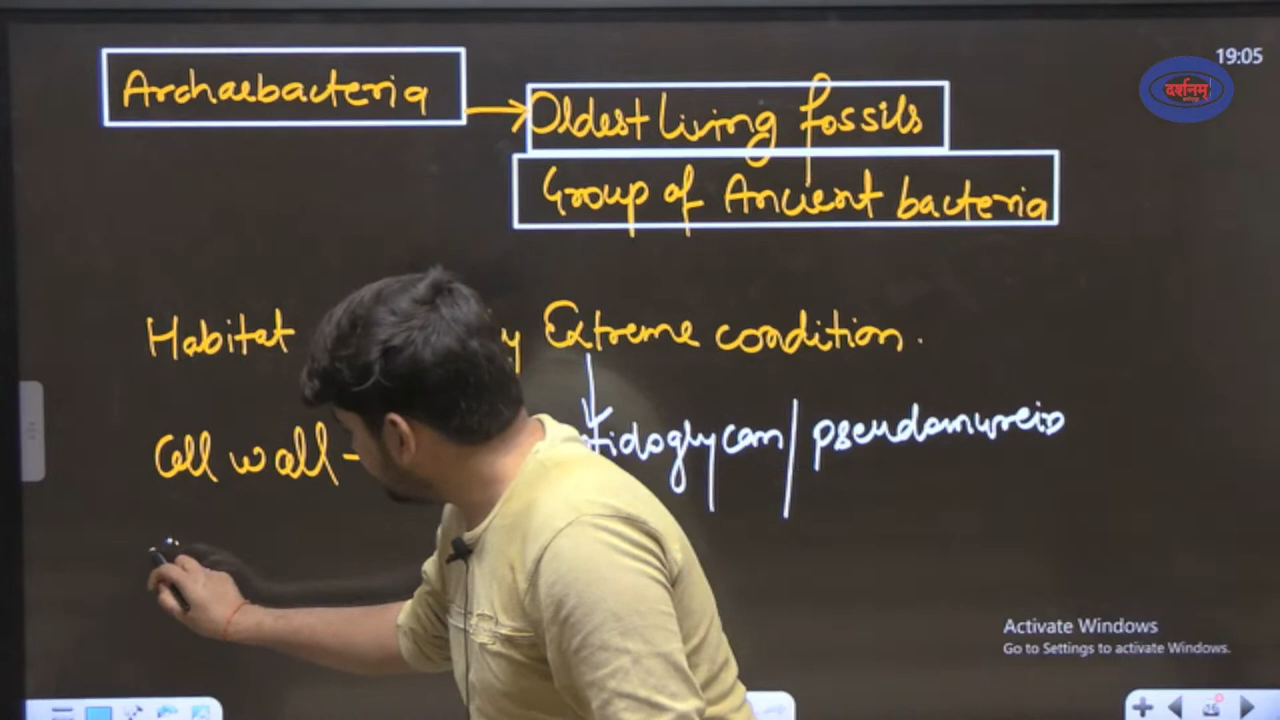 19:05
Archaebacteria
दर्शनम्
Oldest living fossils
Group of Ancient bacteria
Habitat y Extreme condition.
Cell wall - tidoglycan/ pseudomurein
Activate Windows
Go to Settings to activate Windows.